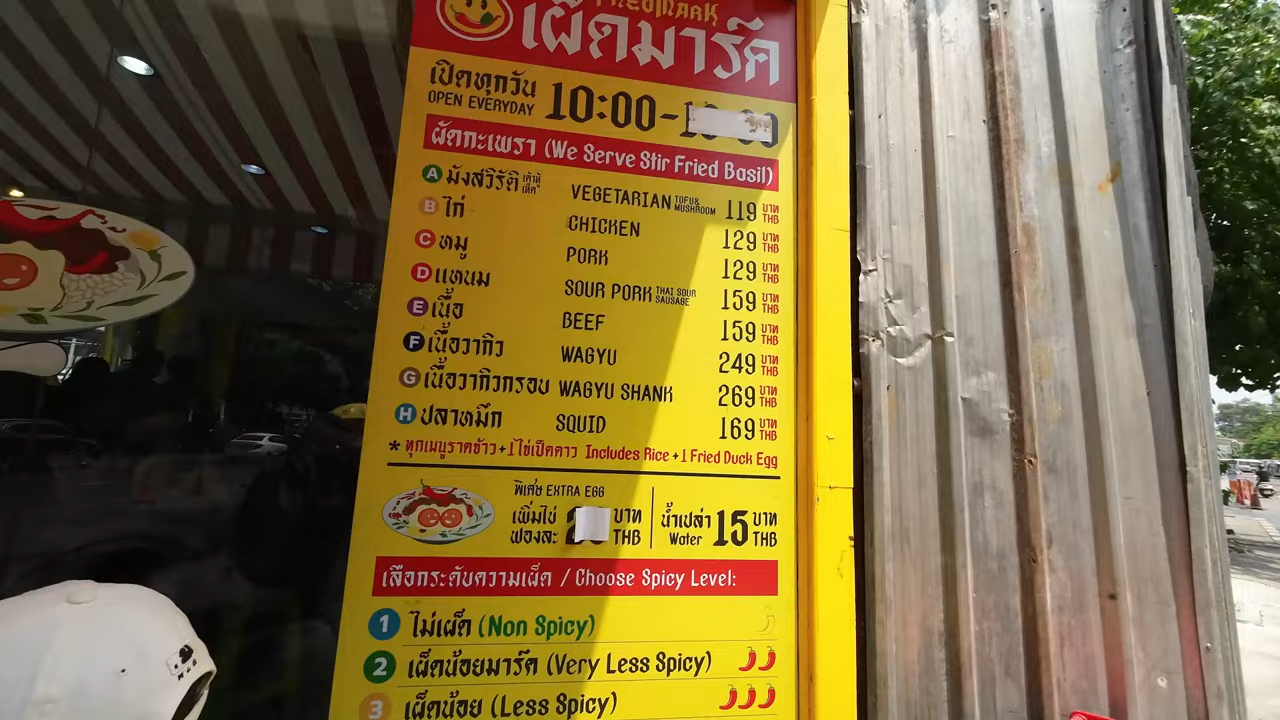 PHEDMARK
เผ็ดมาร์ค
เปิดทุกวัน
OPEN EVERYDAY
10:00-
ผัดกะเพรา (We Serve Stir Fried Basil)
A มังสวิรัติ เต้าหู้ เห็ด VEGETARIAN TOFU & MUSHROOM 119 บาท THB
B ไก่ CHICKEN 129 บาท THB
C หมู PORK 129 บาท THB
D แหนม SOUR PORK THAI SOUR SAUSAGE 159 บาท THB
E เนื้อ BEEF 159 บาท THB
F เนื้อวากิว WAGYU 249 บาท THB
G เนื้อวากิวกรอบ WAGYU SHANK 269 บาท THB
H ปลาหมึก SQUID 169 บาท THB
* ทุกเมนูราดข้าว + 1 ไข่เป็ดดาว Includes Rice + 1 Fried Duck Egg
พิเศษ EXTRA EGG
เพิ่มไข่ ฟองละ บาท THB
น้ำเปล่า Water 15 บาท THB
เลือกระดับความเผ็ด / Choose Spicy Level:
1 ไม่เผ็ด (Non Spicy)
2 เผ็ดน้อยมาร์ค (Very Less Spicy)
3 เผ็ดน้อย (Less Spicy)